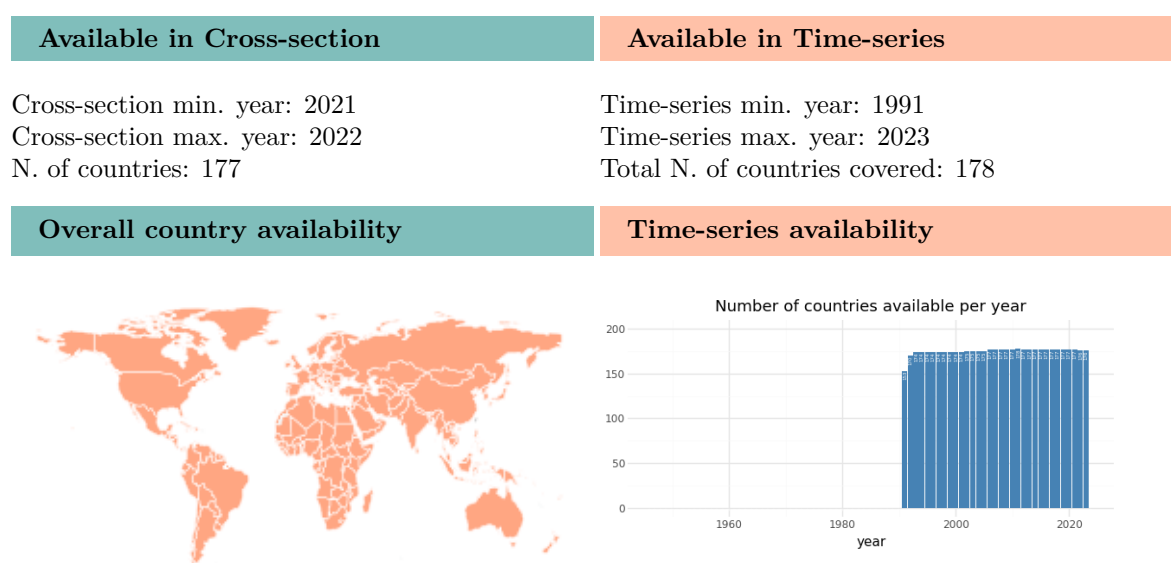 Available in Cross-section
Available in Time-series
Cross-section min. year: 2021
Cross-section max. year: 2022
N. of countries: 177
Time-series min. year: 1991
Time-series max. year: 2023
Total N. of countries covered: 178
Overall country availability
Time-series availability
Number of countries available per year
200
150
100
50
0
1960
1980
2000
2020
year